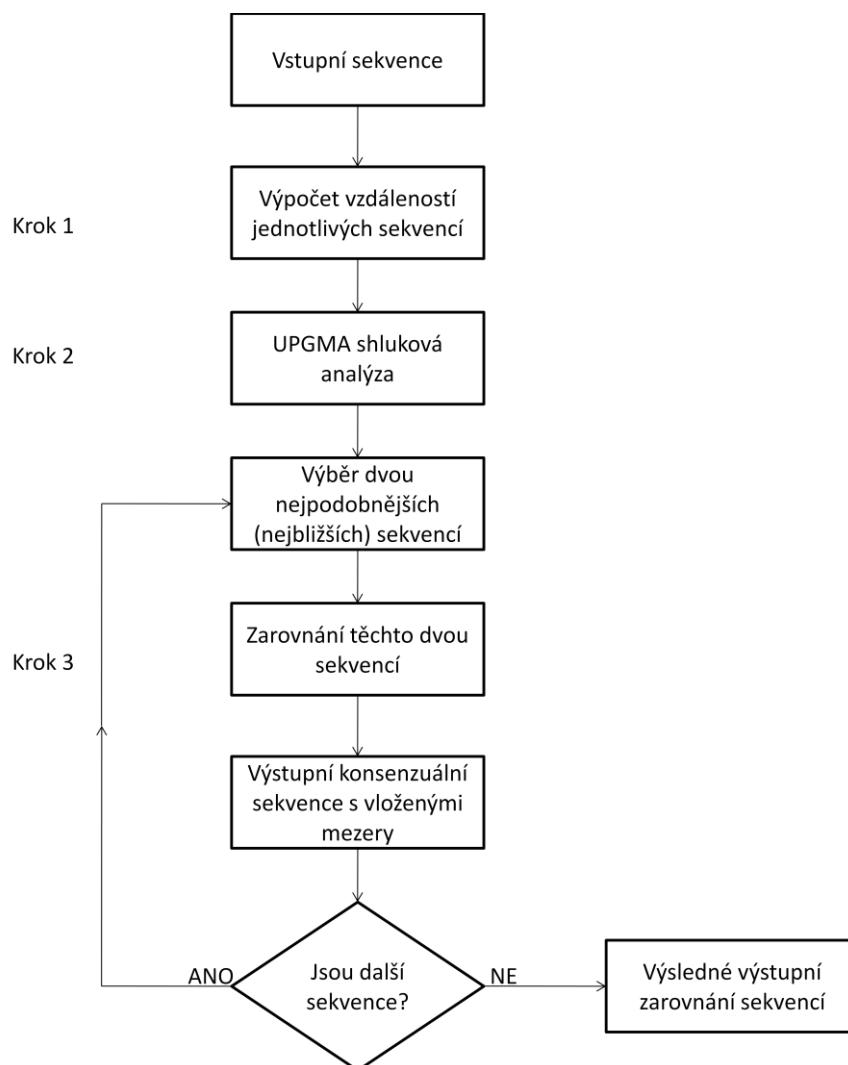 Vstupní sekvence
Krok 1
Výpočet vzdáleností
jednotlivých sekvencí
Krok 2
UPGMA shluková
analýza
Výběr dvou
nejpodobnějších
(nejbližších) sekvencí
Krok 3
Zarovnání těchto dvou
sekvencí
Výstupní konsenzuální
sekvence s vloženými
mezery
ANO
Jsou další
sekvence?
NE
Výsledné výstupní
zarovnání sekvencí